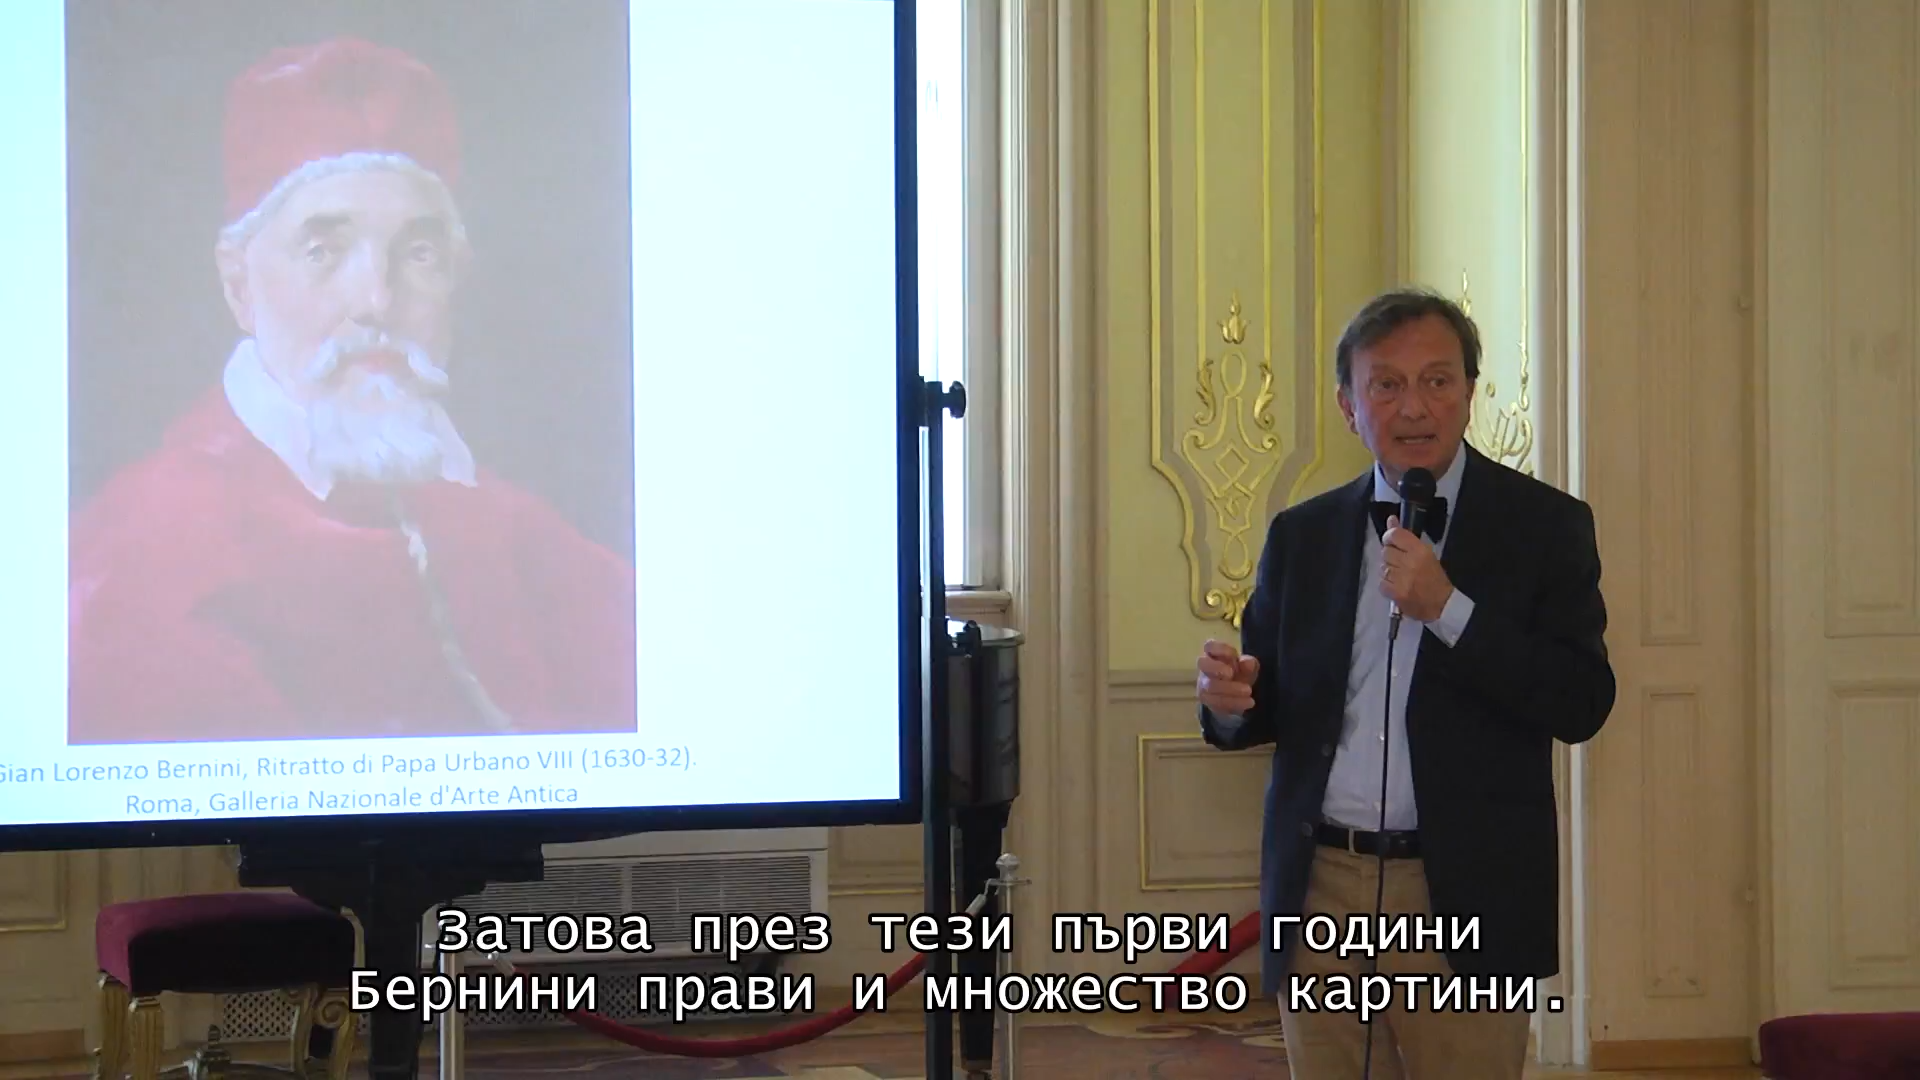 Gian Lorenzo Bernini, Ritratto di Papa Urbano VIII (1630-32).
Roma, Galleria Nazionale d'Arte Antica
Затова през тези първи години
Бернини прави и множество картини.